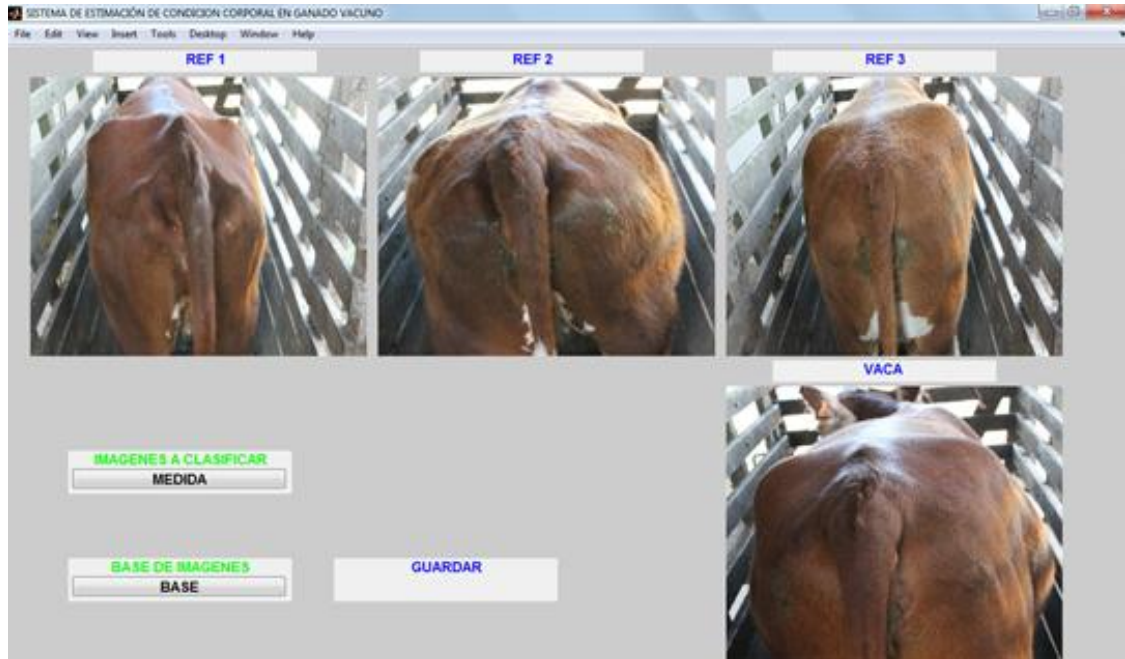 SISTEMA DE ESTIMACIÓN DE CONDICION CORPORAL EN GANADO VACUNO
File Edit View Insert Tools Desktop Window Help
REF 1 REF 2 REF 3
VACA
IMAGENES A CLASIFICAR
MEDIDA
BASE DE IMAGENES
BASE
GUARDAR